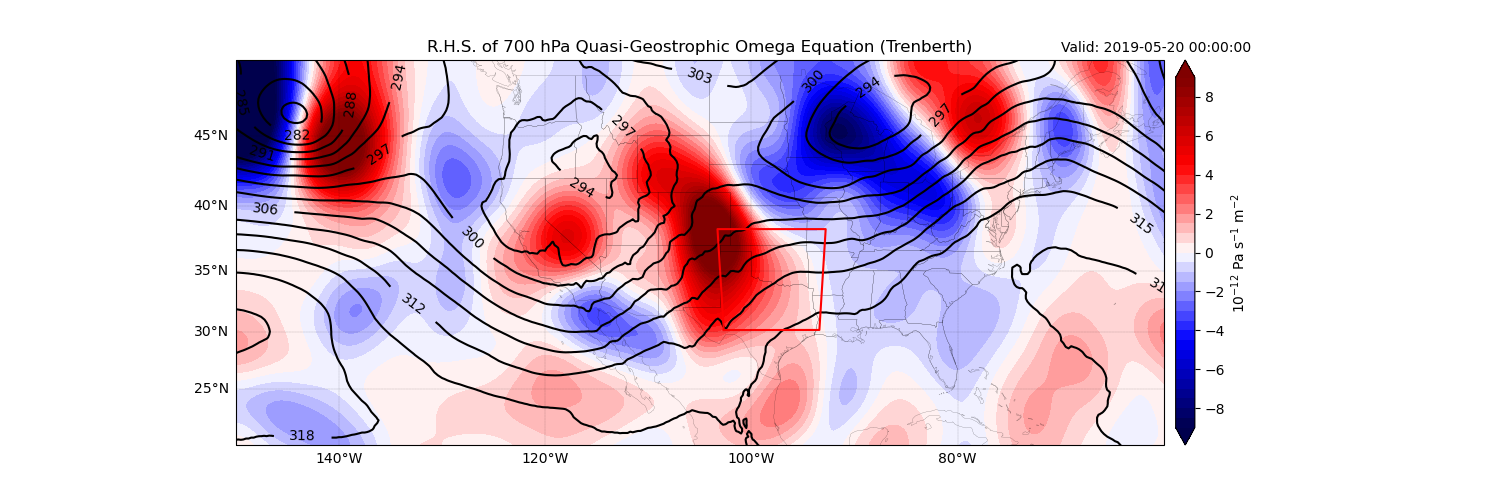 R.H.S. of 700 hPa Quasi-Geostrophic Omega Equation (Trenberth)
Valid: 2019-05-20 00:00:00
303
300
294
294
288
297
297
282
297
294
306
300
312
315
318
45°N
40°N
35°N
30°N
25°N
140°W
120°W
100°W
80°W
8
6
4
2
0
−2
−4
−6
−8
10⁻¹² Pa s⁻¹ m⁻²